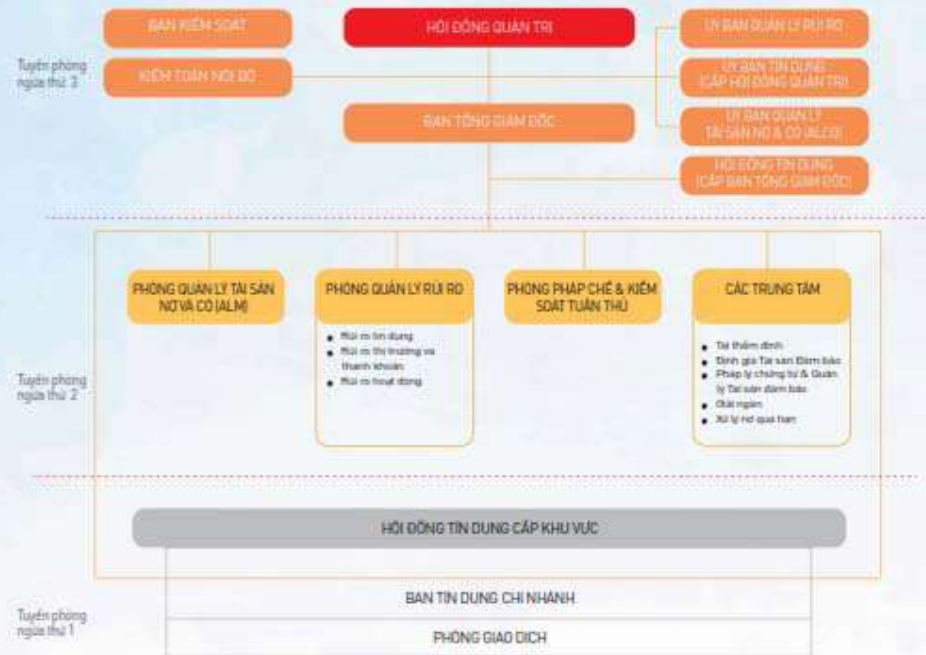 BAN KIỂM SOÁT
HỘI ĐỒNG QUẢN TRỊ
UỶ BAN QUẢN LÝ RỦI RO
Tuyến phòng
ngừa thứ 3
KIỂM TOÁN NỘI BỘ
UỶ BAN TÍN DỤNG
(CẤP HỘI ĐỒNG QUẢN TRỊ)
BAN TỔNG GIÁM ĐỐC
UỶ BAN QUẢN LÝ
TÀI SẢN NỢ & CÓ (ALCO)
HỘI ĐỒNG TÍN DỤNG
(CẤP BAN TỔNG GIÁM ĐỐC)
PHÒNG QUẢN LÝ TÀI SẢN
NỢ VÀ CÓ (ALM)
PHÒNG QUẢN LÝ RỦI RO
• Rủi ro tín dụng
• Rủi ro thị trường và
thanh khoản
• Rủi ro hoạt động
PHÒNG PHÁP CHẾ & KIỂM
SOÁT TUÂN THỦ
CÁC TRUNG TÂM
• Tái thẩm định
• Định giá Tài sản Đảm bảo
• Pháp lý chứng từ & Quản
lý Tài sản đảm bảo
• Giải ngân
• Xử lý nợ quá hạn
Tuyến phòng
ngừa thứ 2
HỘI ĐỒNG TÍN DỤNG CẤP KHU VỰC
BAN TÍN DỤNG CHI NHÁNH
Tuyến phòng
ngừa thứ 1
PHÒNG GIAO DỊCH